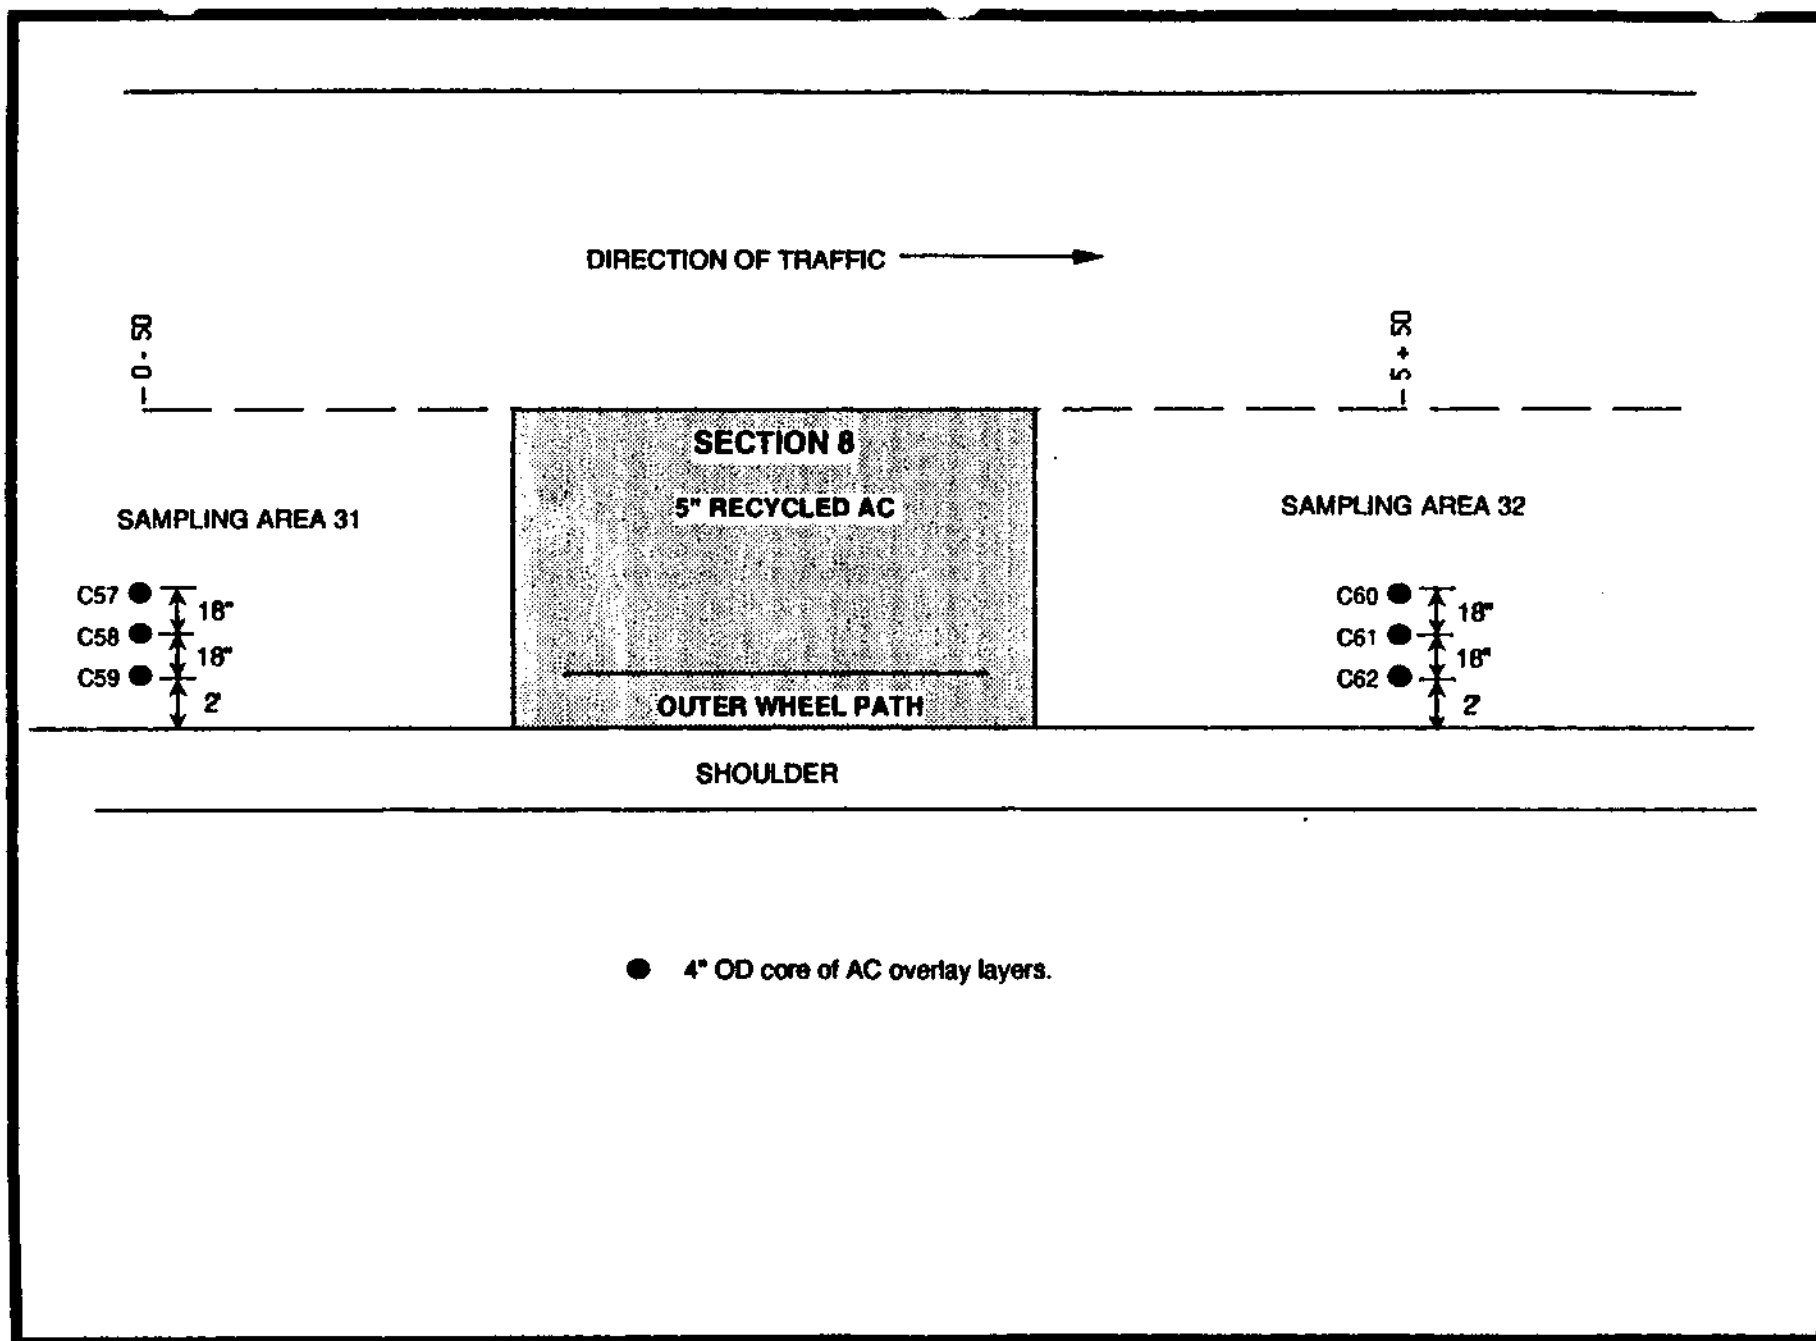 DIRECTION OF TRAFFIC
0 - 50
5 + 50
SECTION 8
5" RECYCLED AC
SAMPLING AREA 31
SAMPLING AREA 32
C57
18"
C58
18"
C59
2'
C60
18"
C61
18"
C62
2'
OUTER WHEEL PATH
SHOULDER
4" OD core of AC overlay layers.